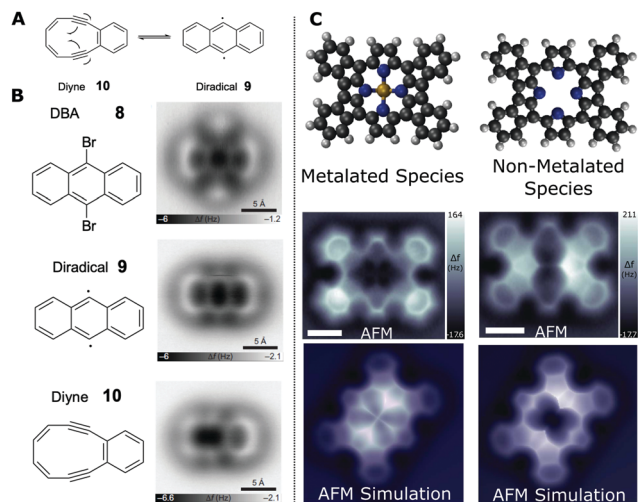 A
Diyne 10
Diradical 9
B
DBA 8
Br
Br
5 Å
−6 Δf (Hz) −1.2
Diradical 9
5 Å
−6 Δf (Hz) −2.1
Diyne 10
5 Å
−6.6 Δf (Hz) −2.1
C
Metalated Species
Non-Metalated
Species
164
Δf
(Hz)
-17.6
AFM
211
Δf
(Hz)
-17.7
AFM
AFM Simulation
AFM Simulation